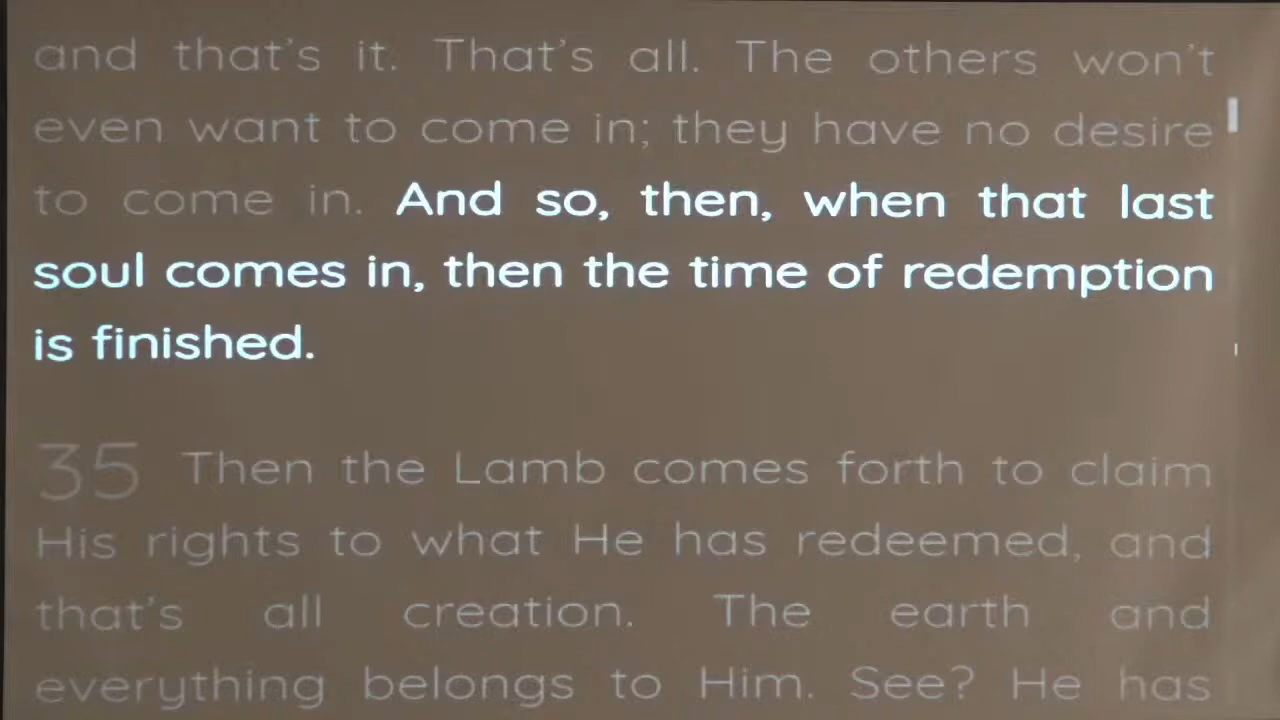 and that's it. That's all. The others won't
even want to come in; they have no desire
to come in. And so, then, when that last
soul comes in, then the time of redemption
is finished.
35 Then the Lamb comes forth to claim
His rights to what He has redeemed, and
that's all creation. The earth and
everything belongs to Him. See? He has